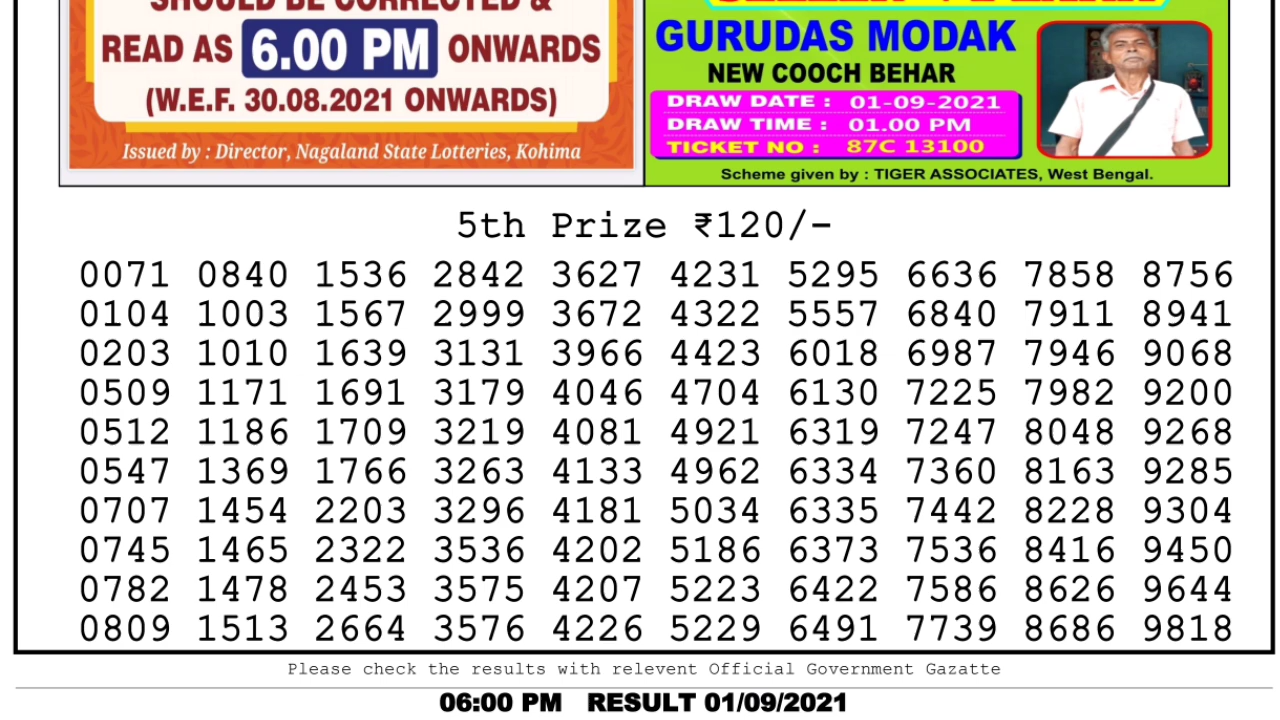 SHOULD BE CORRECTED &
READ AS 6.00 PM ONWARDS
(W.E.F. 30.08.2021 ONWARDS)
Issued by : Director, Nagaland State Lotteries, Kohima
GURUDAS MODAK
NEW COOCH BEHAR
DRAW DATE : 01-09-2021
DRAW TIME : 01.00 PM
TICKET NO : 87C 13100
Scheme given by : TIGER ASSOCIATES, West Bengal.
5th Prize ₹120/-
0071 0840 1536 2842 3627 4231 5295 6636 7858 8756
0104 1003 1567 2999 3672 4322 5557 6840 7911 8941
0203 1010 1639 3131 3966 4423 6018 6987 7946 9068
0509 1171 1691 3179 4046 4704 6130 7225 7982 9200
0512 1186 1709 3219 4081 4921 6319 7247 8048 9268
0547 1369 1766 3263 4133 4962 6334 7360 8163 9285
0707 1454 2203 3296 4181 5034 6335 7442 8228 9304
0745 1465 2322 3536 4202 5186 6373 7536 8416 9450
0782 1478 2453 3575 4207 5223 6422 7586 8626 9644
0809 1513 2664 3576 4226 5229 6491 7739 8686 9818
Please check the results with relevent Official Government Gazatte
06:00 PM RESULT 01/09/2021